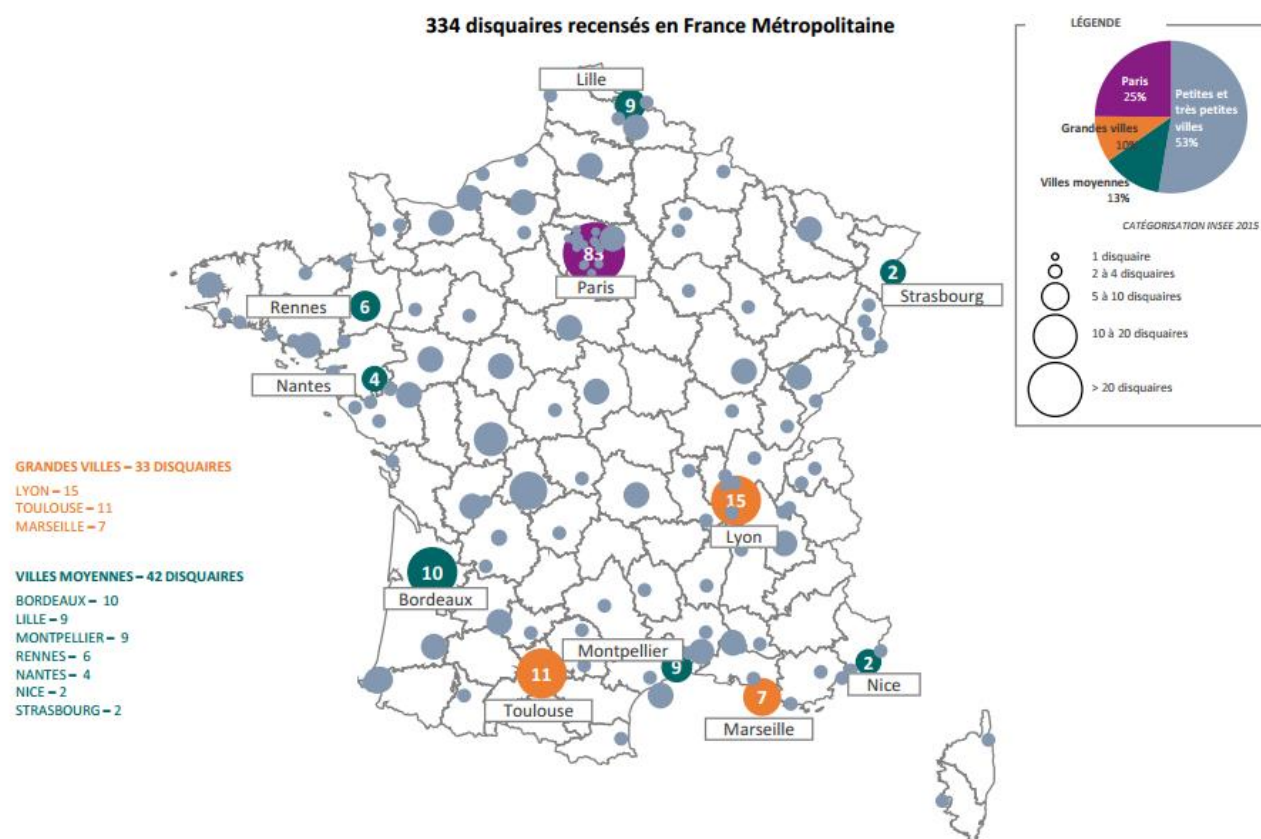 334 disquaires recensés en France Métropolitaine
LÉGENDE
Paris
25%
Petites et
très petites
villes
53%
Grandes villes
10%
Villes moyennes
13%
CATÉGORISATION INSEE 2015
1 disquaire
2 à 4 disquaires
5 à 10 disquaires
10 à 20 disquaires
> 20 disquaires
Lille
9
83
Paris
2
Strasbourg
Rennes
6
Nantes
4
15
Lyon
10
Bordeaux
Montpellier
9
2
Nice
11
Toulouse
7
Marseille
GRANDES VILLES – 33 DISQUAIRES
LYON – 15
TOULOUSE – 11
MARSEILLE – 7
VILLES MOYENNES – 42 DISQUAIRES
BORDEAUX – 10
LILLE – 9
MONTPELLIER – 9
RENNES – 6
NANTES – 4
NICE – 2
STRASBOURG – 2